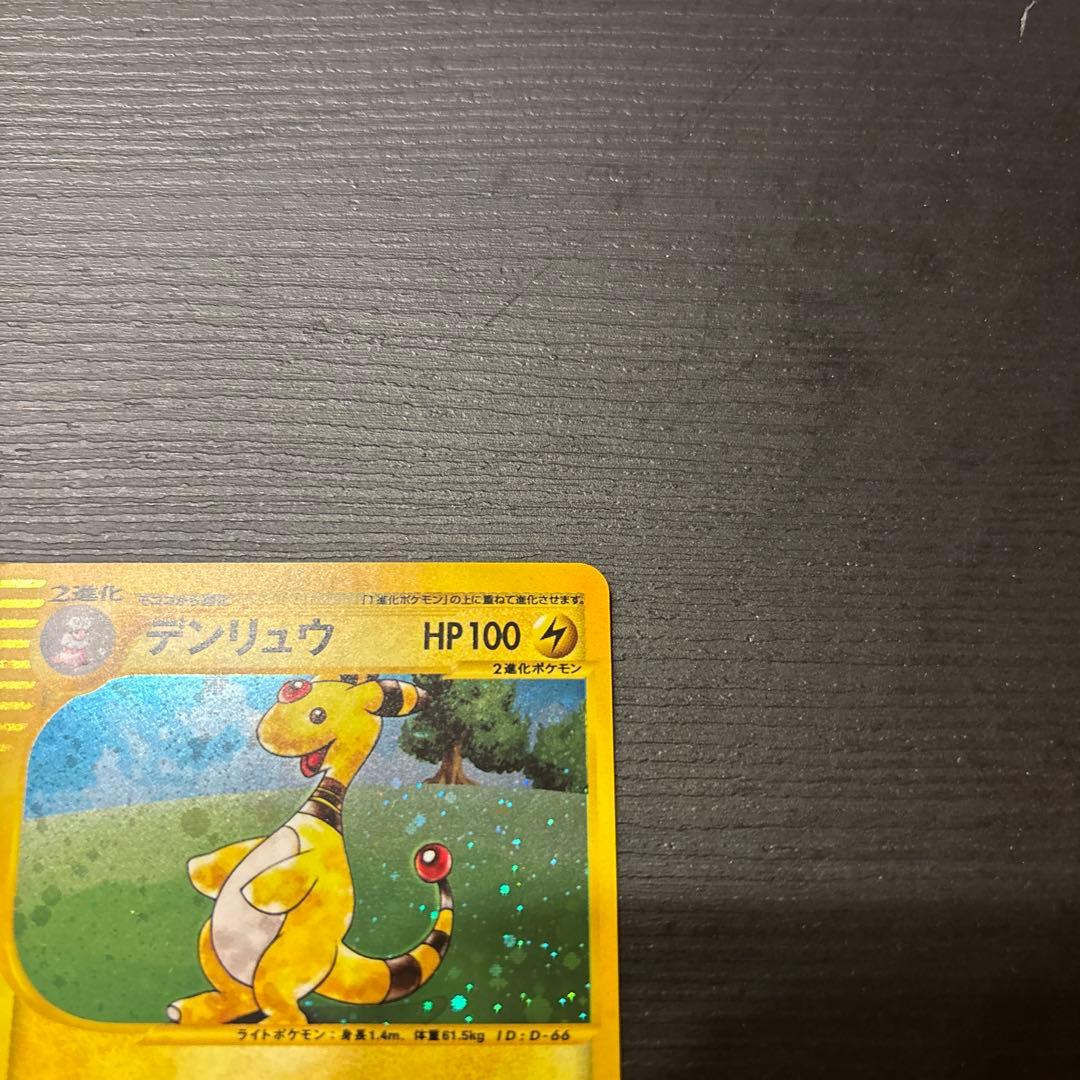 2進化 モココから進化 「1進化ポケモン」の上に重ねて進化させます。
デンリュウ HP100
2進化ポケモン
ライトポケモン：身長1.4m、体重61.5kg ID：D-66